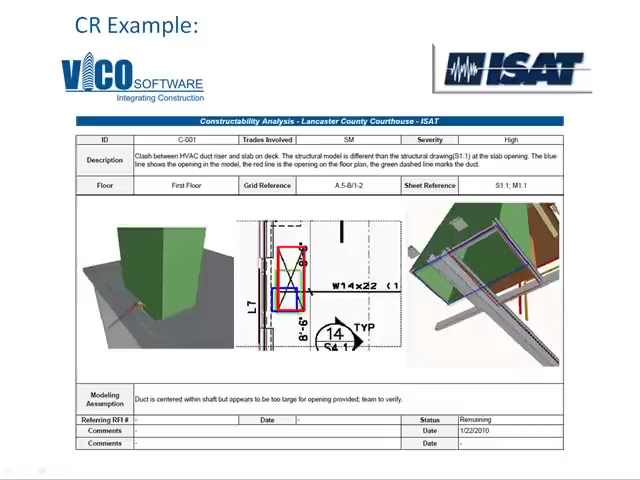 CR Example:
VICO SOFTWARE
Integrating Construction
ISAT
Constructability Analysis - Lancaster County Courthouse - ISAT
ID C-001 Trades Involved SM Severity High
Description Clash between HVAC duct riser and slab on deck. The structural model is different than the structural drawing(S1.1) at the slab opening. The blue
line shows the opening in the model, the red line is the opening on the floor plan, the green dashed line marks the duct.
Floor First Floor Grid Reference A.5-B/1-2 Sheet Reference S1.1; M1.1
W14x22 (1
L7
8'-6"
14
TYP
S4.1
Modeling Assumption Duct is centered within shaft but appears to be too large for opening provided; team to verify.
Referring RFI # - Date - Status Remaining
Comments - Date 1/22/2010
Comments - Date -